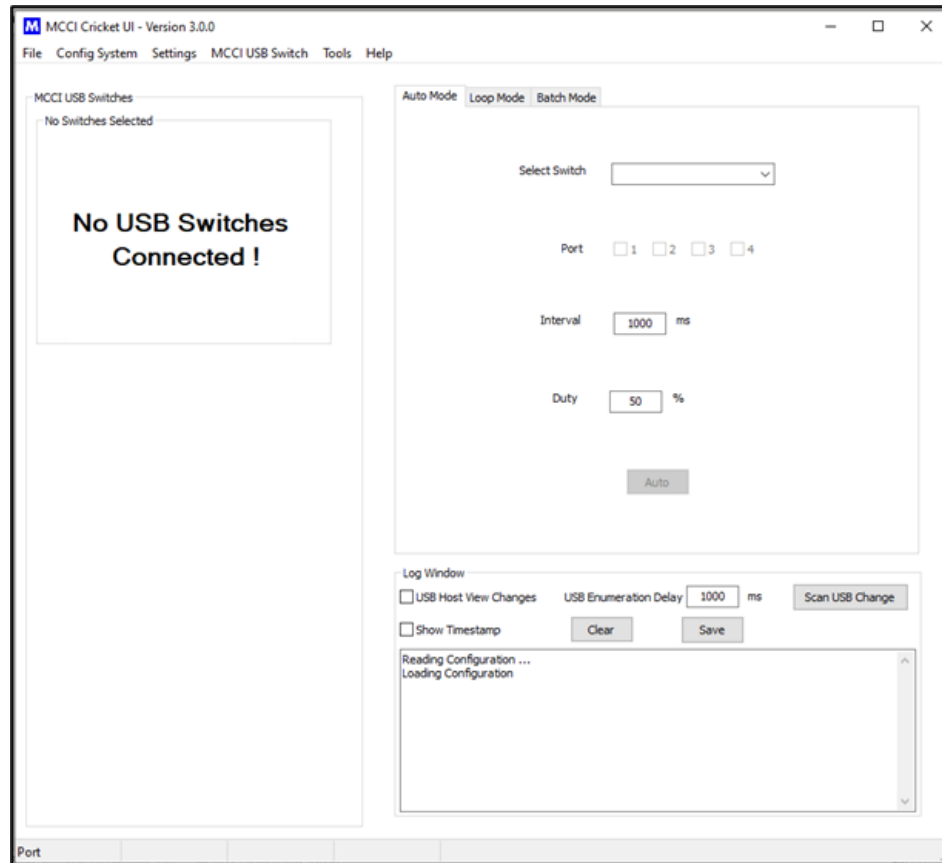 M MCCI Cricket UI - Version 3.0.0
File Config System Settings MCCI USB Switch Tools Help
MCCI USB Switches
No Switches Selected
No USB Switches
Connected !
Auto Mode Loop Mode Batch Mode
Select Switch
Port 1 2 3 4
Interval 1000 ms
Duty 50 %
Auto
Log Window
USB Host View Changes USB Enumeration Delay 1000 ms Scan USB Change
Show Timestamp Clear Save
Reading Configuration ...
Loading Configuration
Port